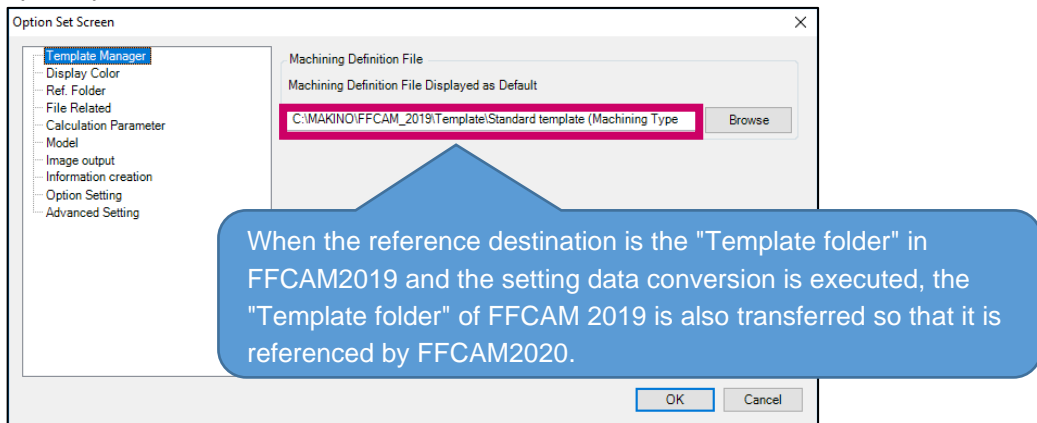 Option Set Screen
Template Manager
Display Color
Ref. Folder
File Related
Calculation Parameter
Model
Image output
Information creation
Option Setting
Advanced Setting
Machining Definition File
Machining Definition File Displayed as Default
C:\MAKINO\FFCAM_2019\Template\Standard template (Machining Type
Browse
When the reference destination is the "Template folder" in
FFCAM2019 and the setting data conversion is executed, the
"Template folder" of FFCAM 2019 is also transferred so that it is
referenced by FFCAM2020.
OK
Cancel